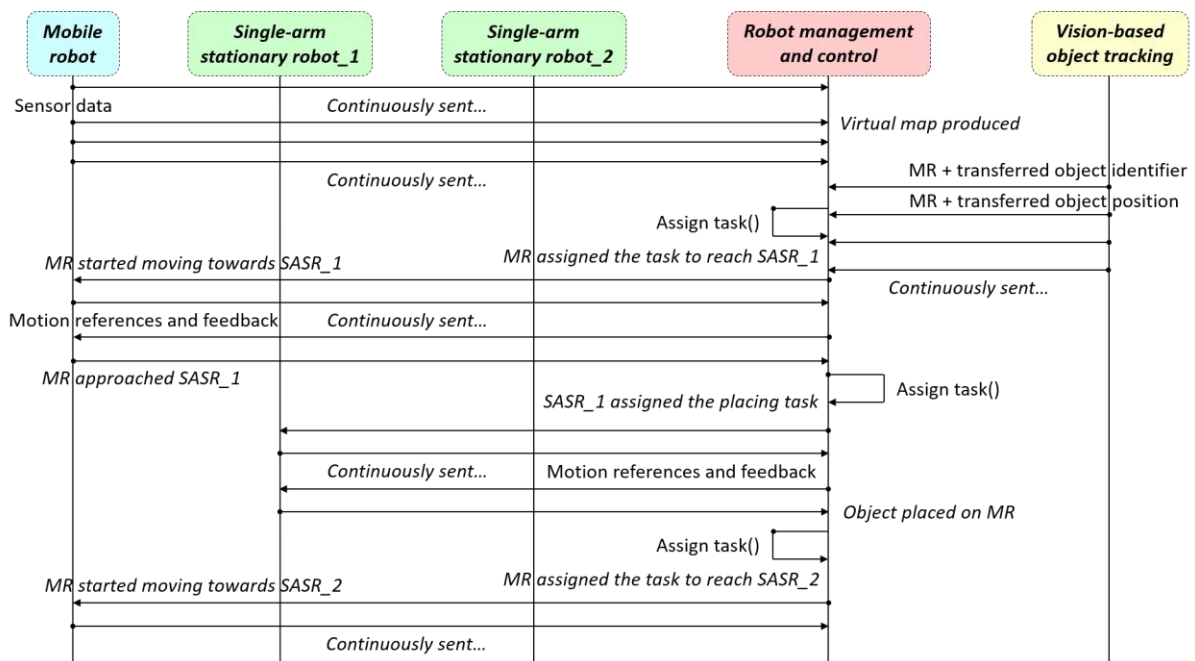 Mobile
robot
Single-arm
stationary robot_1
Single-arm
stationary robot_2
Robot management
and control
Vision-based
object tracking
Sensor data
Continuously sent...
Virtual map produced
Continuously sent...
MR + transferred object identifier
MR + transferred object position
Assign task()
MR assigned the task to reach SASR_1
MR started moving towards SASR_1
Continuously sent...
Motion references and feedback
Continuously sent...
MR approached SASR_1
Assign task()
SASR_1 assigned the placing task
Continuously sent...
Motion references and feedback
Object placed on MR
Assign task()
MR assigned the task to reach SASR_2
MR started moving towards SASR_2
Continuously sent...